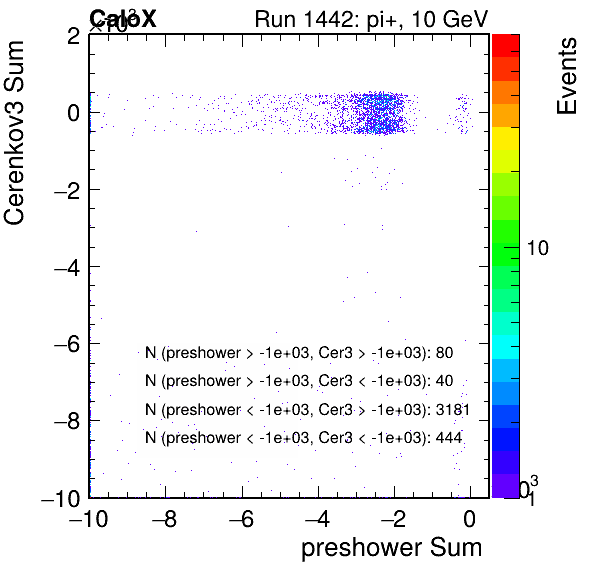 CaloX Run 1442: pi+, 10 GeV
Cerenkov3 Sum
Events
2
0
−2
−4
−6
−8
−10
10
1
N (preshower > -1e+03, Cer3 > -1e+03): 80
N (preshower > -1e+03, Cer3 < -1e+03): 40
N (preshower < -1e+03, Cer3 > -1e+03): 3181
N (preshower < -1e+03, Cer3 < -1e+03): 444
−10 −8 −6 −4 −2 0
preshower Sum